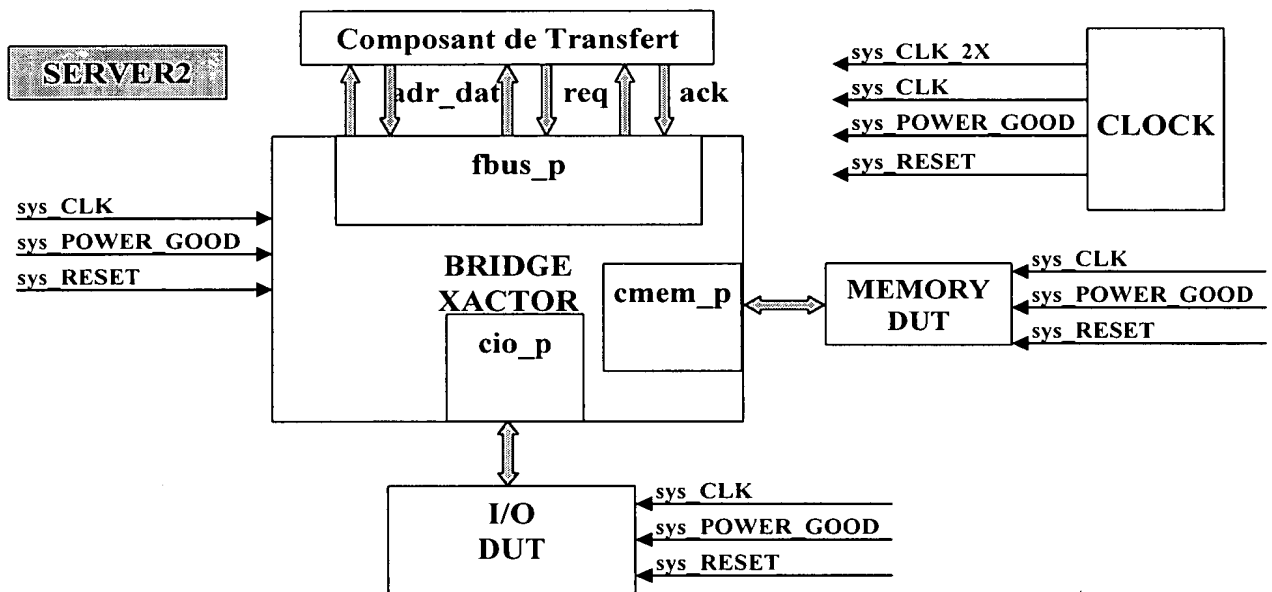 Composant de Transfert
SERVER2
adr_dat req ack
fbus_p
sys_CLK_2X
sys_CLK
sys_POWER_GOOD
sys_RESET
CLOCK
sys_CLK
sys_POWER_GOOD
sys_RESET
BRIDGE
XACTOR
cmem_p
cio_p
MEMORY
DUT
sys_CLK
sys_POWER_GOOD
sys_RESET
I/O
DUT
sys_CLK
sys_POWER_GOOD
sys_RESET